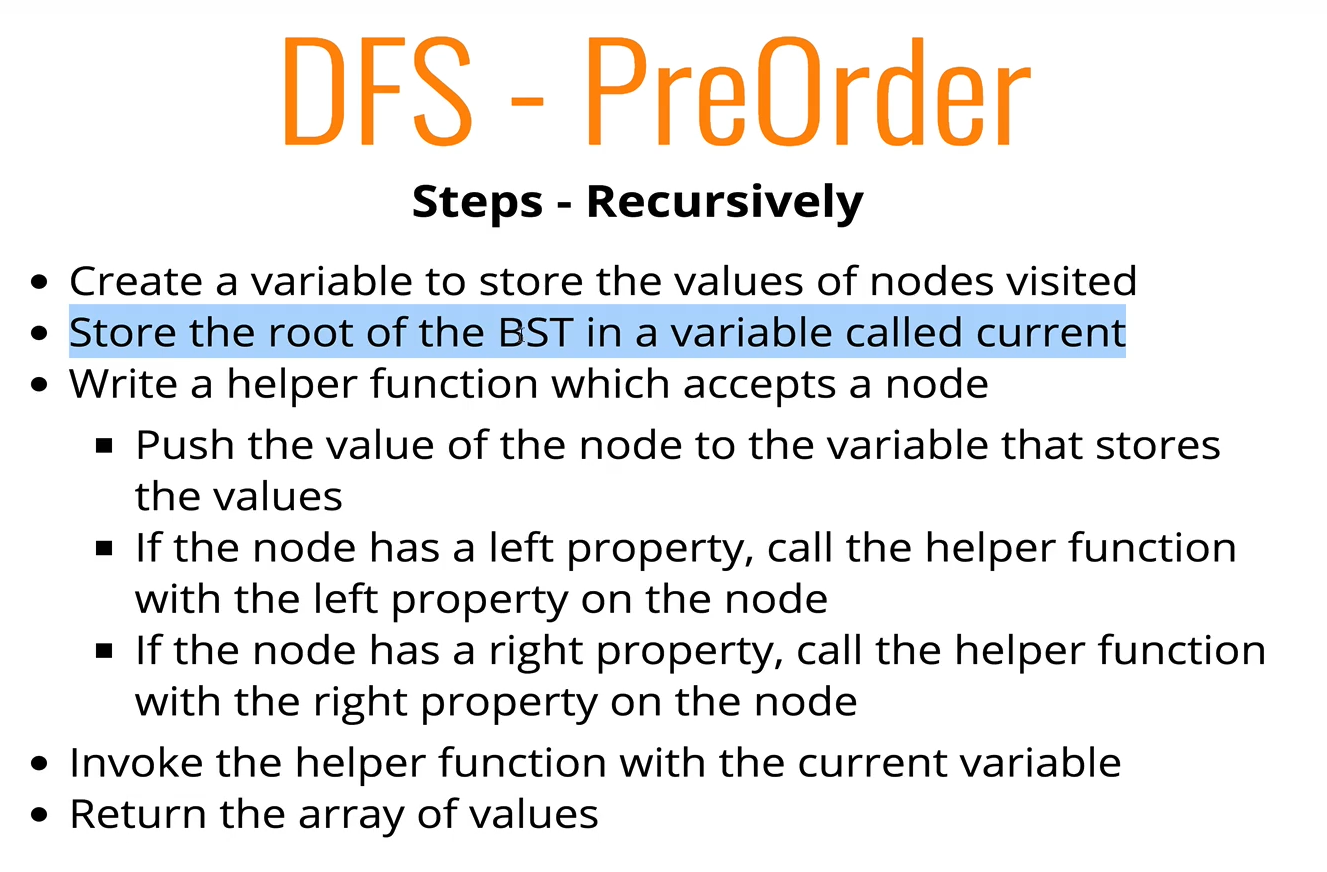 DFS - PreOrder
Steps - Recursively
• Create a variable to store the values of nodes visited
• Store the root of the BST in a variable called current
• Write a helper function which accepts a node
▪ Push the value of the node to the variable that stores
the values
▪ If the node has a left property, call the helper function
with the left property on the node
▪ If the node has a right property, call the helper function
with the right property on the node
• Invoke the helper function with the current variable
• Return the array of values